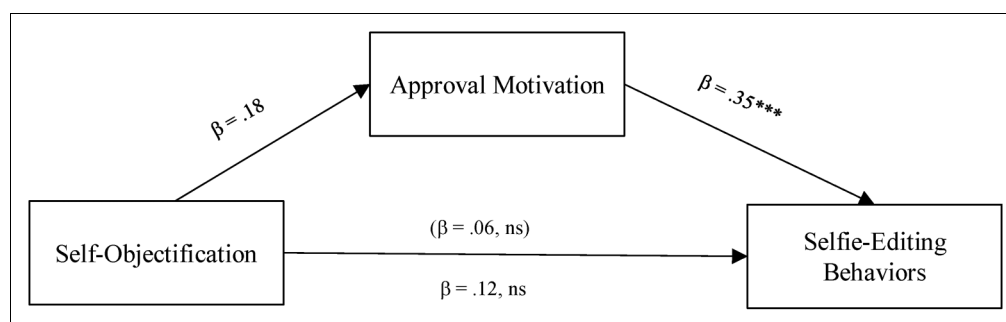 Approval Motivation
β = .18
β = .35***
Self-Objectification
(β = .06, ns)
β = .12, ns
Selfie-Editing
Behaviors